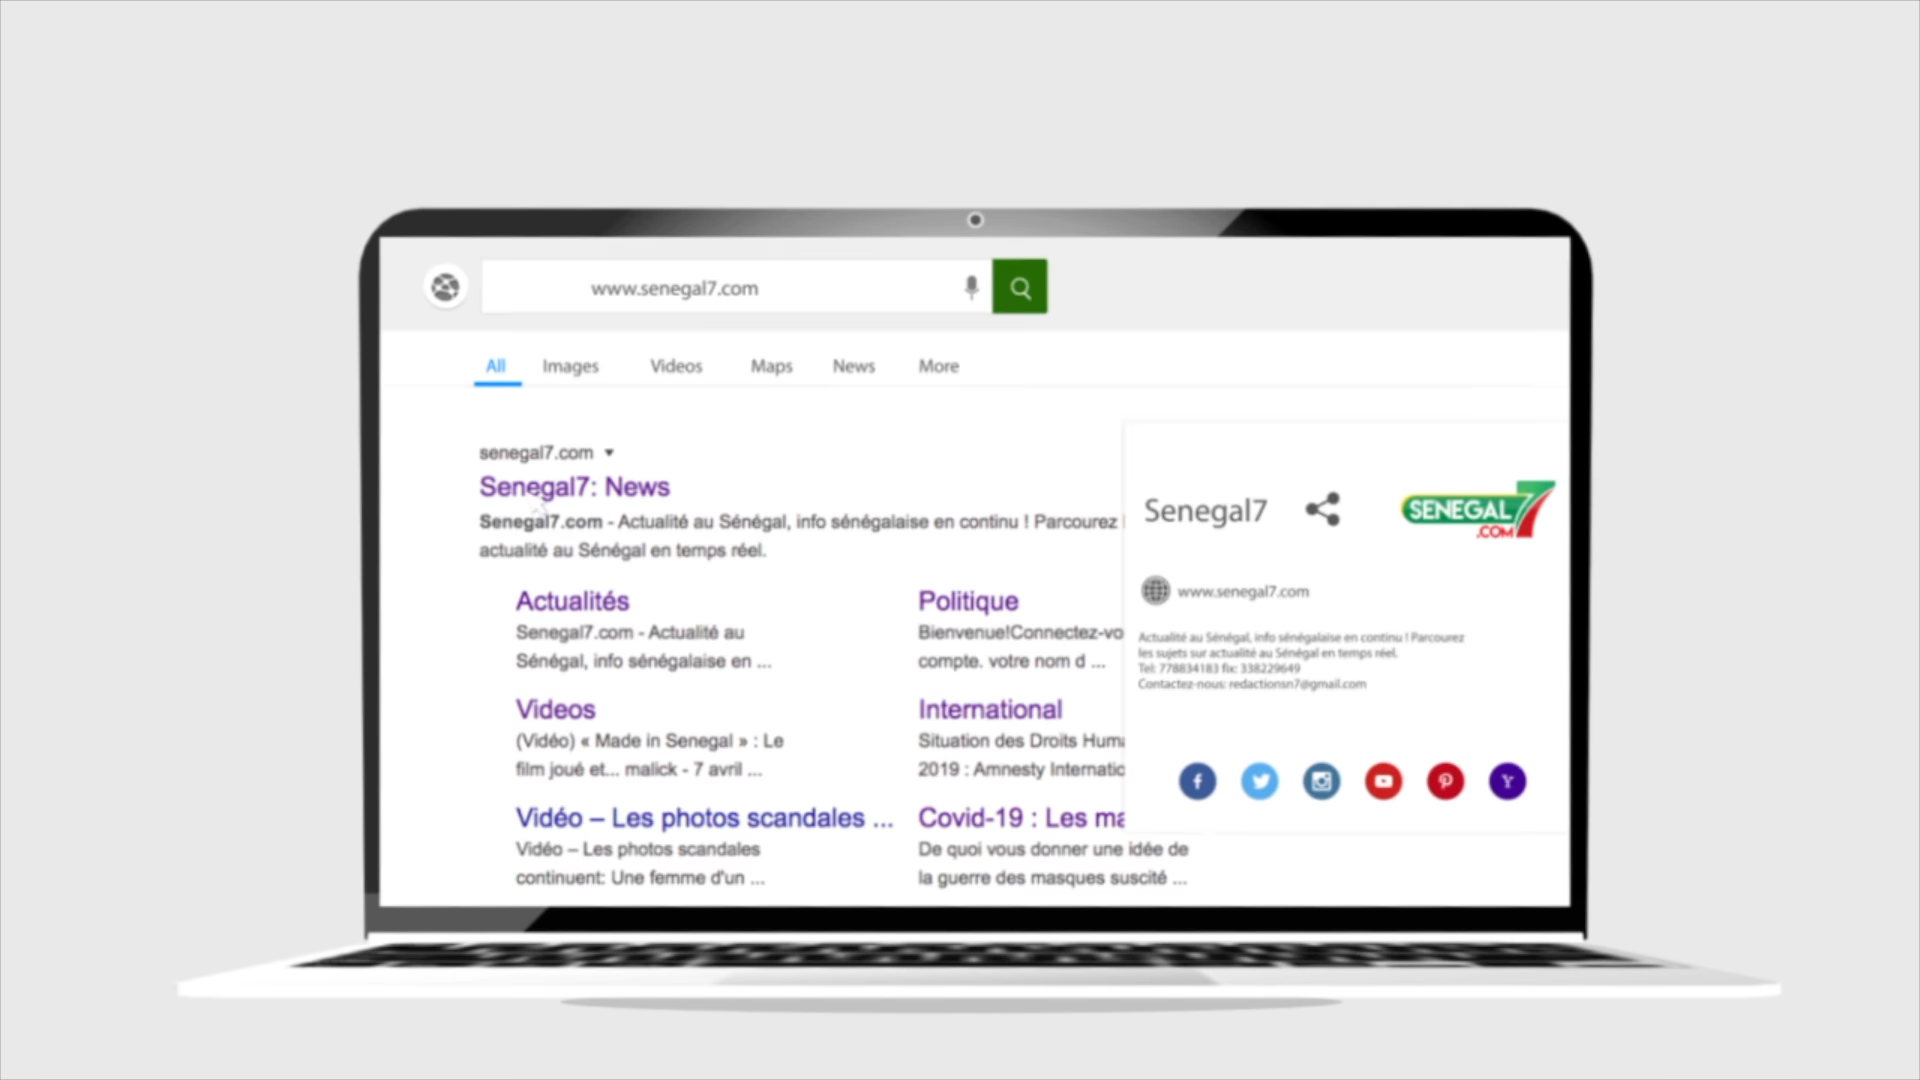 www.senegal7.com
All Images Videos Maps News More
senegal7.com
Senegal7: News
Senegal7.com - Actualité au Sénégal, info sénégalaise en continu ! Parcourez
actualité au Sénégal en temps réel.
Actualités
Senegal7.com - Actualité au
Sénégal, info sénégalaise en ...
Politique
Bienvenue!Connectez-vo
compte. votre nom d ...
Videos
(Vidéo) « Made in Senegal » : Le
film joué et... malick - 7 avril ...
International
Situation des Droits Huma
2019 : Amnesty Internatic
Vidéo – Les photos scandales ...
Vidéo – Les photos scandales
continuent: Une femme d'un ...
Covid-19 : Les ma
De quoi vous donner une idée de
la guerre des masques suscité ...
Senegal7
SENEGAL7
.COM
www.senegal7.com
Actualité au Sénégal, info sénégalaise en continu ! Parcourez
les sujets sur actualité au Sénégal en temps réel.
Tel: 778834183 fix: 338229649
Contactez-nous: redactionsn7@gmail.com